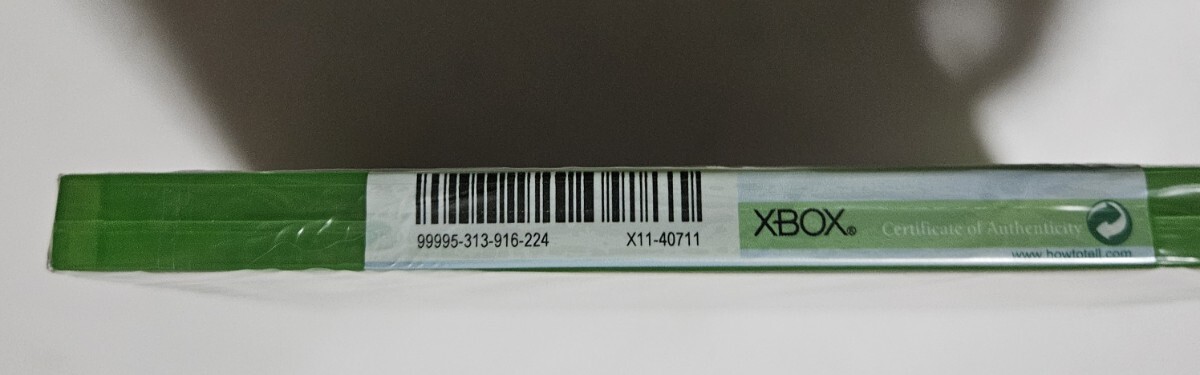 99995-313-916-224 X11-40711
XBOX®
Certificate of Authenticity
www.howtotell.com